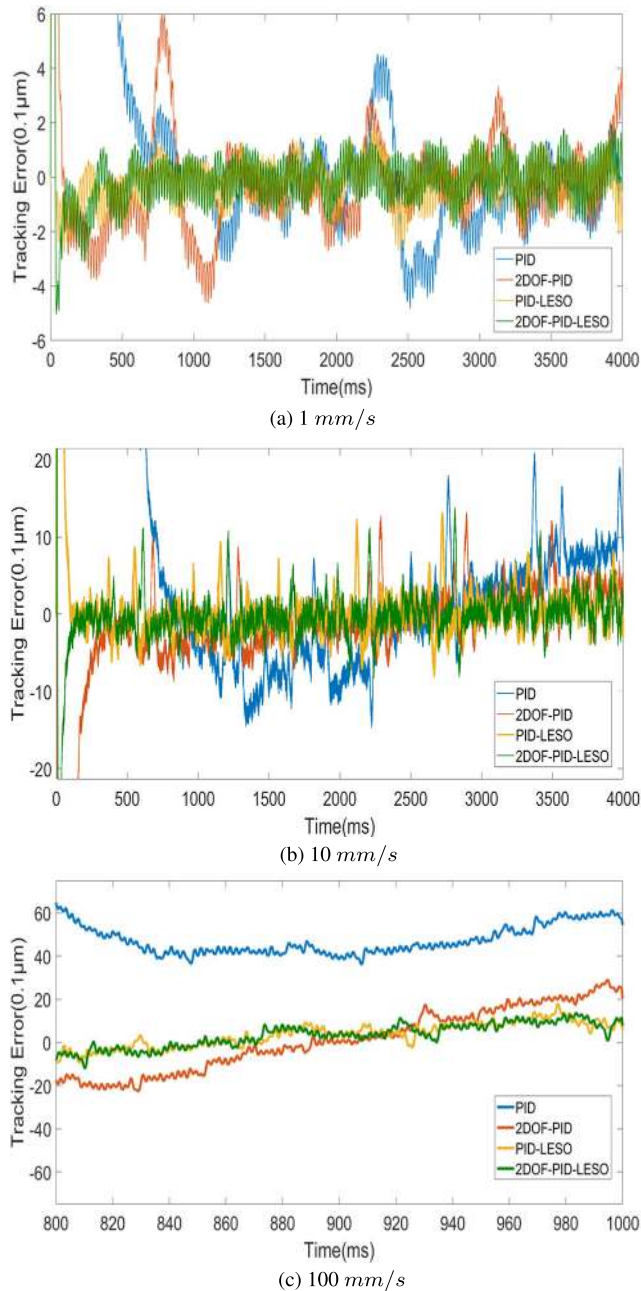 6
4
2
0
-2
-4
-6
Tracking Error(0.1μm)
PID
2DOF-PID
PID-LESO
2DOF-PID-LESO
0 500 1000 1500 2000 2500 3000 3500 4000
Time(ms)
(a) 1 mm/s
20
10
0
-10
-20
Tracking Error(0.1μm)
PID
2DOF-PID
PID-LESO
2DOF-PID-LESO
0 500 1000 1500 2000 2500 3000 3500 4000
Time(ms)
(b) 10 mm/s
60
40
20
0
-20
-40
-60
Tracking Error(0.1μm)
PID
2DOF-PID
PID-LESO
2DOF-PID-LESO
800 820 840 860 880 900 920 940 960 980 1000
Time(ms)
(c) 100 mm/s